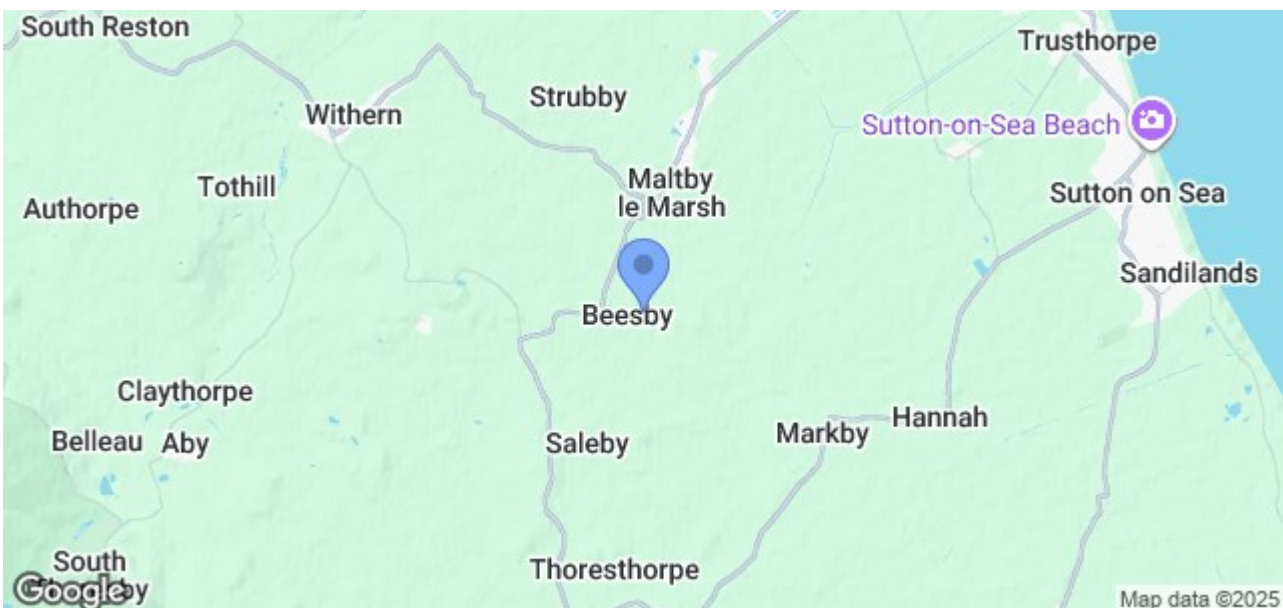 South Reston
Trusthorpe
Strubby
Withern
Sutton-on-Sea Beach
Maltby
le Marsh
Tothill
Authorpe
Sutton on Sea
Sandilands
Beesby
Claythorpe
Hannah
Belleau
Aby
Saleby
Markby
South
Thoresthorpe
Google
Map data ©2025